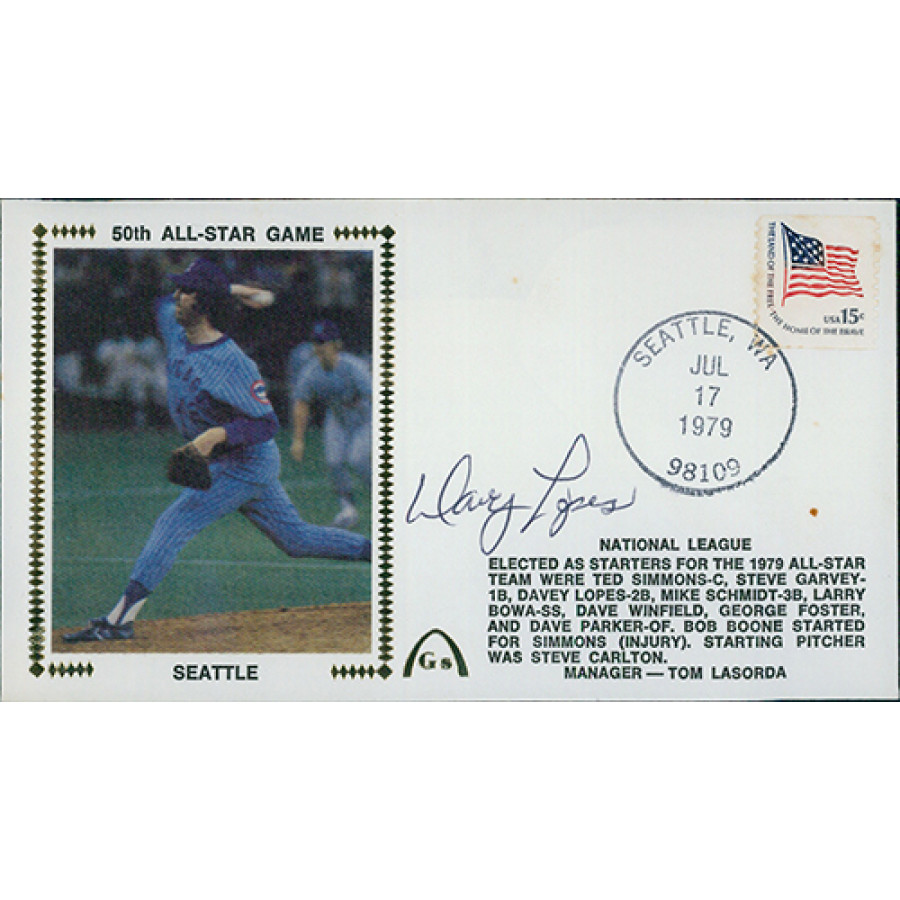 50th ALL-STAR GAME
CHICAGO
SEATTLE
THE LAND OF THE FREE, THE HOME OF THE BRAVE
USA 15c
SEATTLE, WA
JUL
17
1979
98109
Davey Lopes
Gs
NATIONAL LEAGUE
ELECTED AS STARTERS FOR THE 1979 ALL-STAR
TEAM WERE TED SIMMONS-C, STEVE GARVEY-
1B, DAVEY LOPES-2B, MIKE SCHMIDT-3B, LARRY
BOWA-SS, DAVE WINFIELD, GEORGE FOSTER,
AND DAVE PARKER-OF. BOB BOONE STARTED
FOR SIMMONS (INJURY). STARTING PITCHER
WAS STEVE CARLTON.
MANAGER — TOM LASORDA